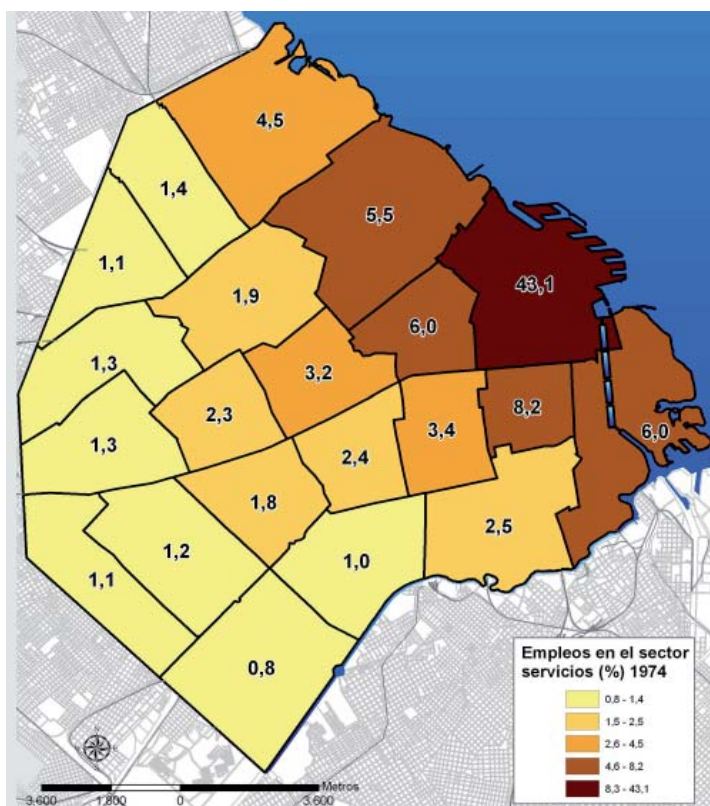 4,5
1,4
5,5
1,1
43,1
1,9
6,0
1,3
3,2
2,3
8,2
3,4
6,0
1,3
2,4
1,8
2,5
1,2
1,0
1,1
0,8
Empleos en el sector
servicios (%) 1974
0,8 - 1,4
1,5 - 2,5
2,6 - 4,5
4,6 - 8,2
8,3 - 43,1
Metros
3.600 1.800 0 3.600